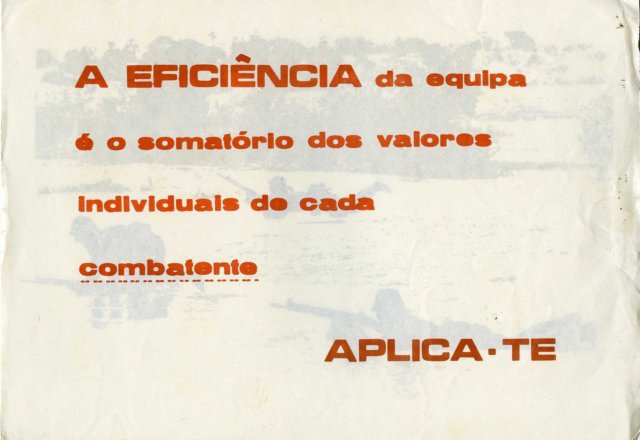 A EFICIÊNCIA da equipa
é o somatório dos valores
individuais de cada
combatente
APLICA-TE